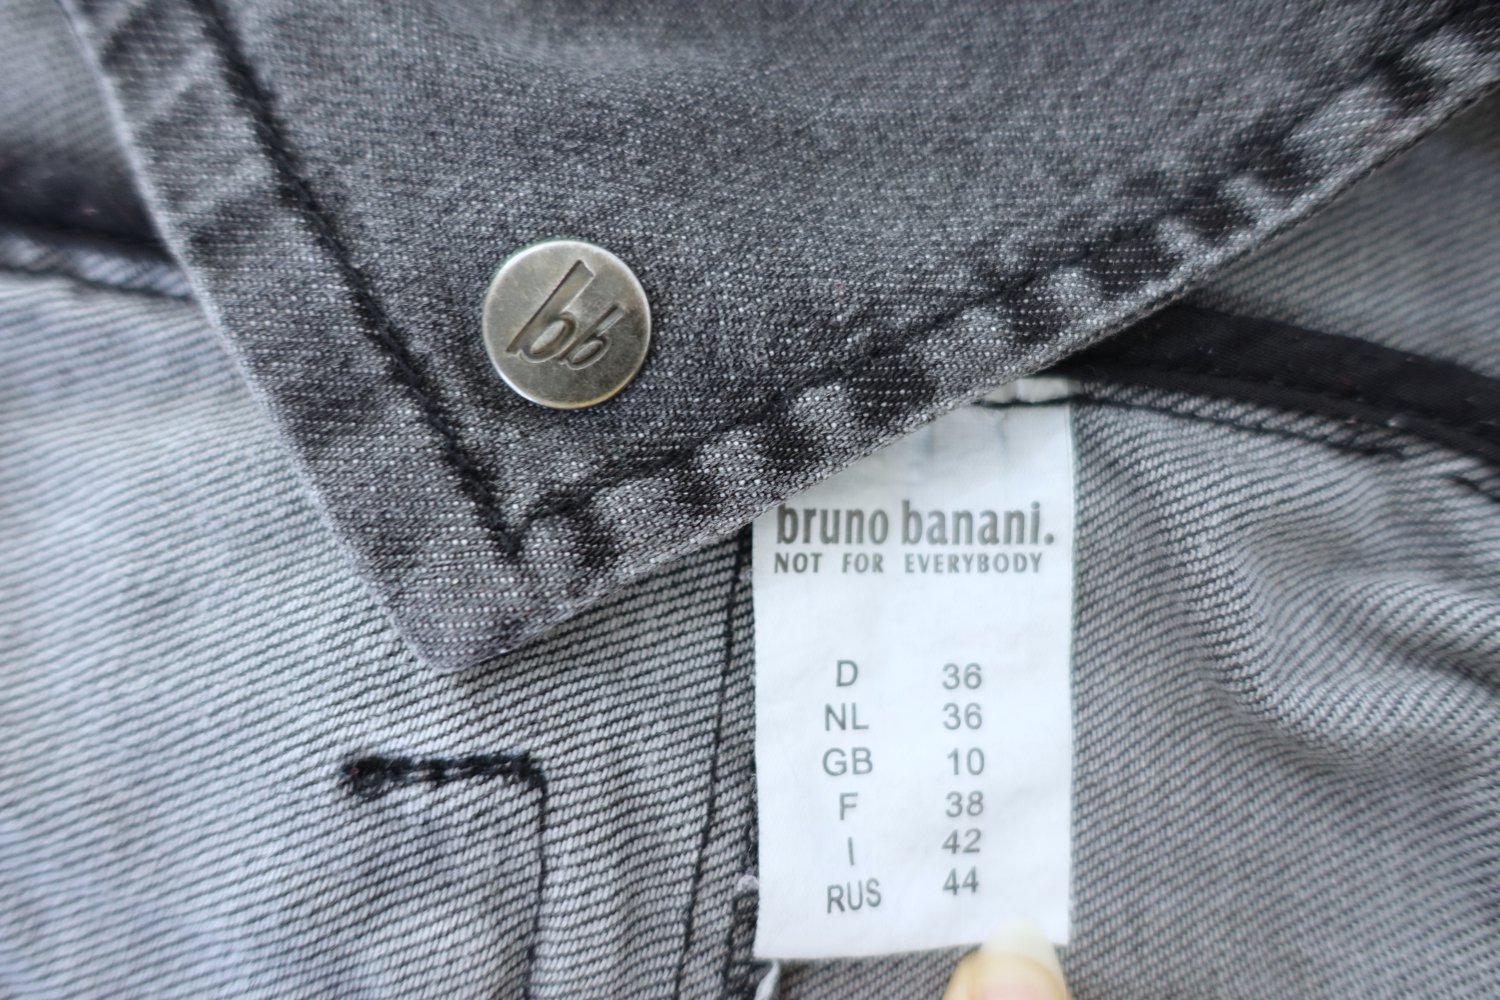 bb
bruno banani.
NOT FOR EVERYBODY
D 36
NL 36
GB 10
F 38
I 42
RUS 44